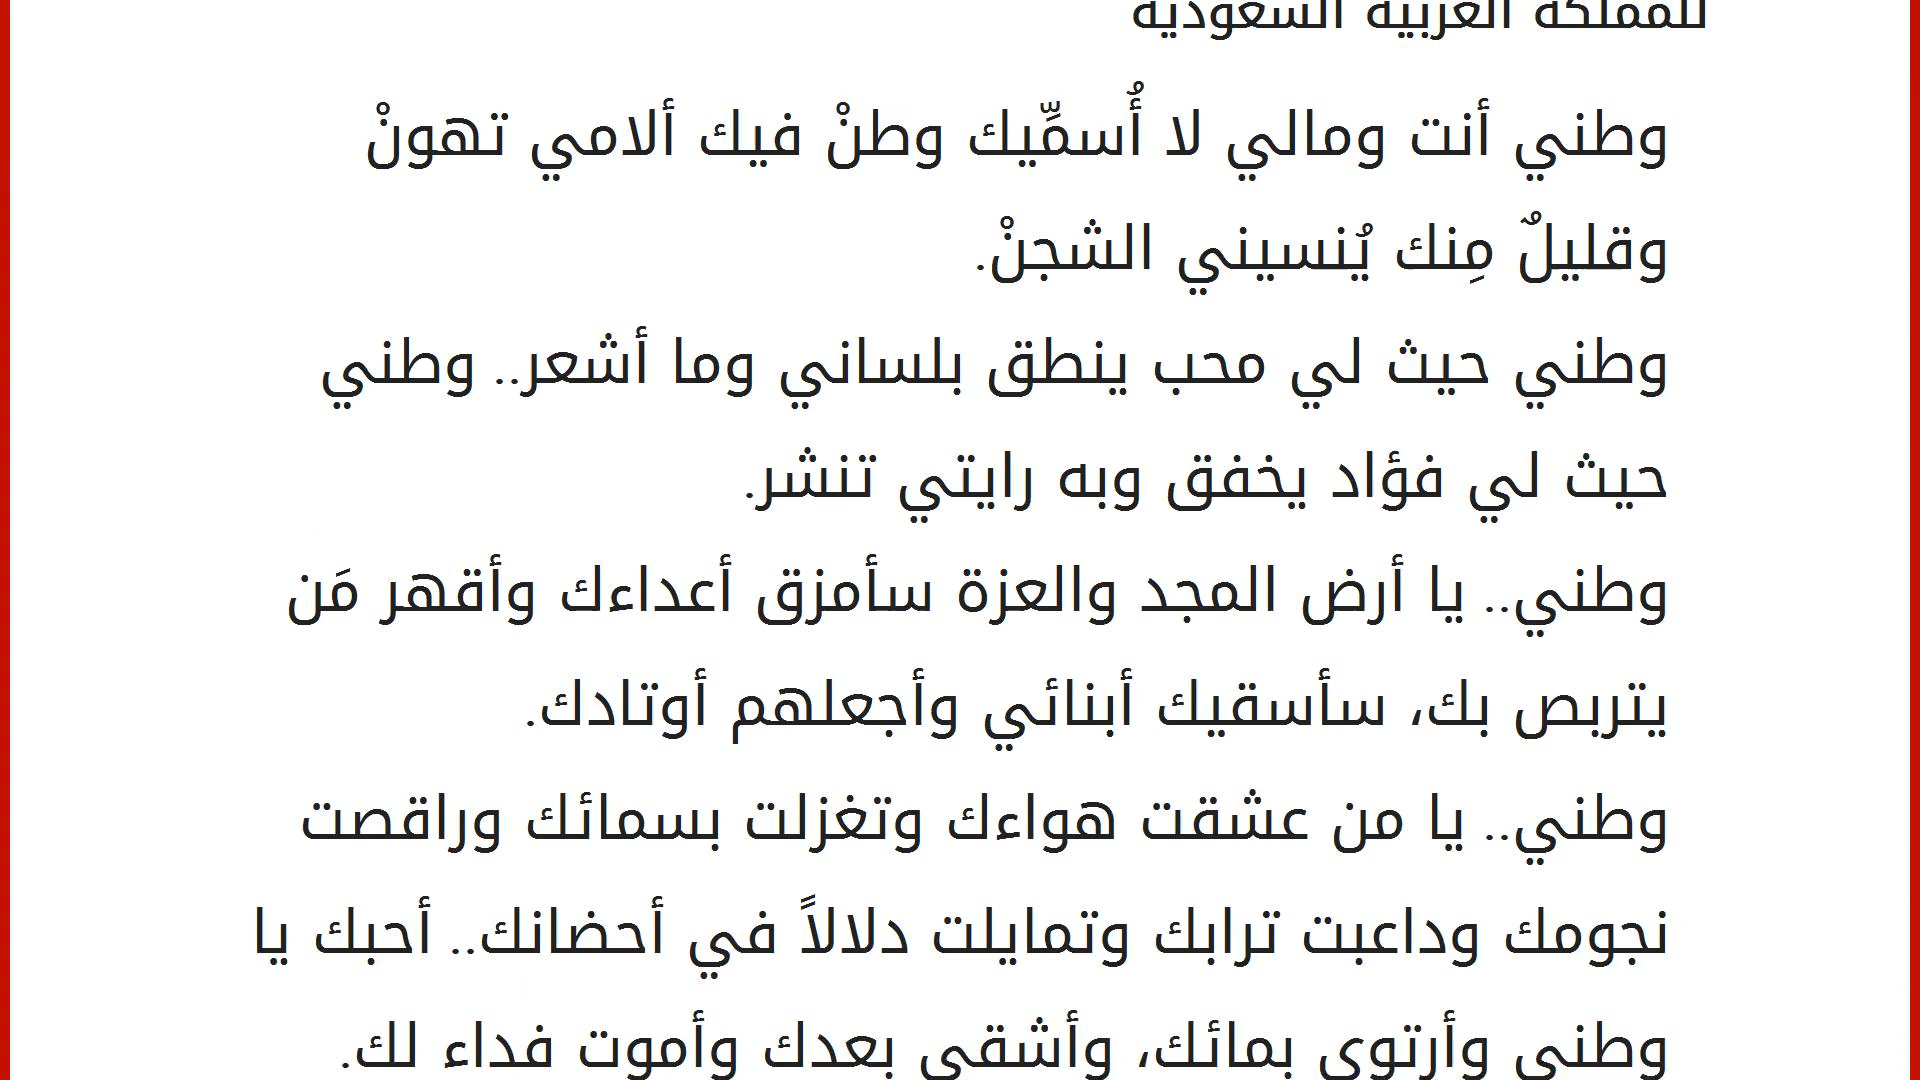 للمملكة العربية السعودية
وطني أنت ومالي لا أُسمِّيك وطنْ فيك ألامي تهونْ
وقليلٌ مِنك يُنسيني الشجنْ.
وطني حيث لي محب ينطق بلساني وما أشعر.. وطني
حيث لي فؤاد يخفق وبه رايتي تنشر.
وطني.. يا أرض المجد والعزة سأمزق أعداءك وأقهر مَن
يتربص بك، سأسقيك أبنائي وأجعلهم أوتادك.
وطني.. يا من عشقت هواءك وتغزلت بسمائك وراقصت
نجومك وداعبت ترابك وتمايلت دلالاً في أحضانك.. أحبك يا
وطني وأرتوي بمائك، وأشقى بعدك وأموت فداء لك.